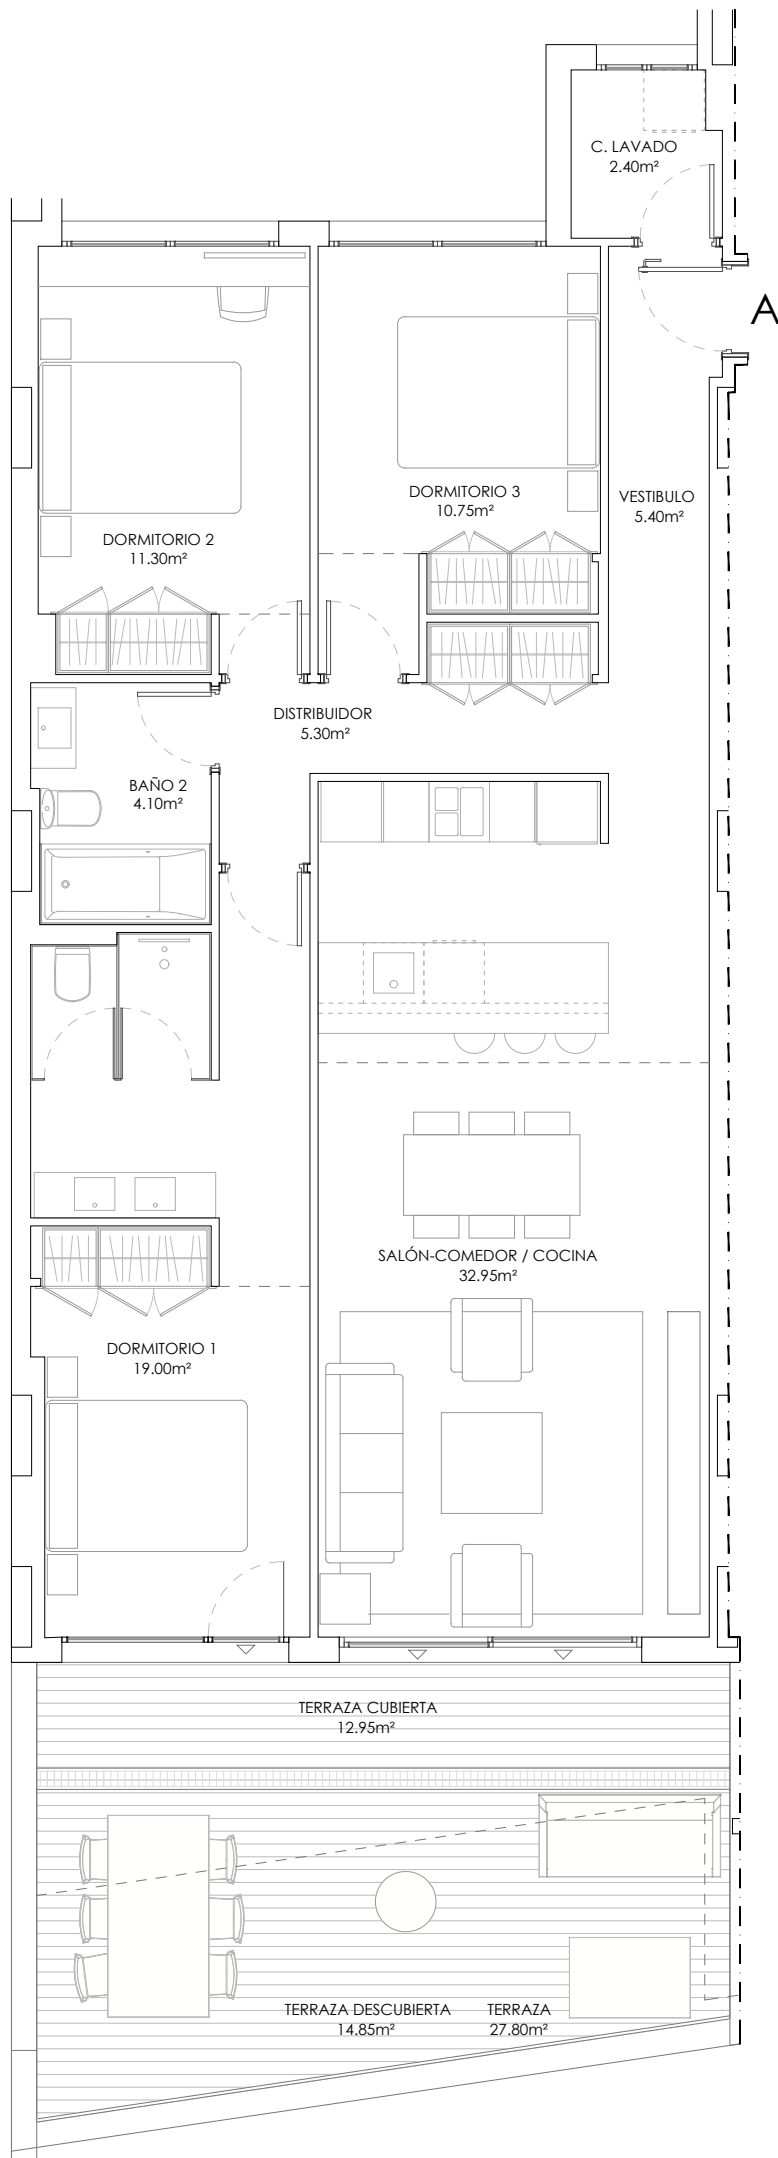 C. LAVADO
2.40m²
A
DORMITORIO 3
10.75m²
VESTIBULO
5.40m²
DORMITORIO 2
11.30m²
DISTRIBUIDOR
5.30m²
BAÑO 2
4.10m²
SALÓN-COMEDOR / COCINA
32.95m²
DORMITORIO 1
19.00m²
TERRAZA CUBIERTA
12.95m²
TERRAZA DESCUBIERTA
14.85m²
TERRAZA
27.80m²